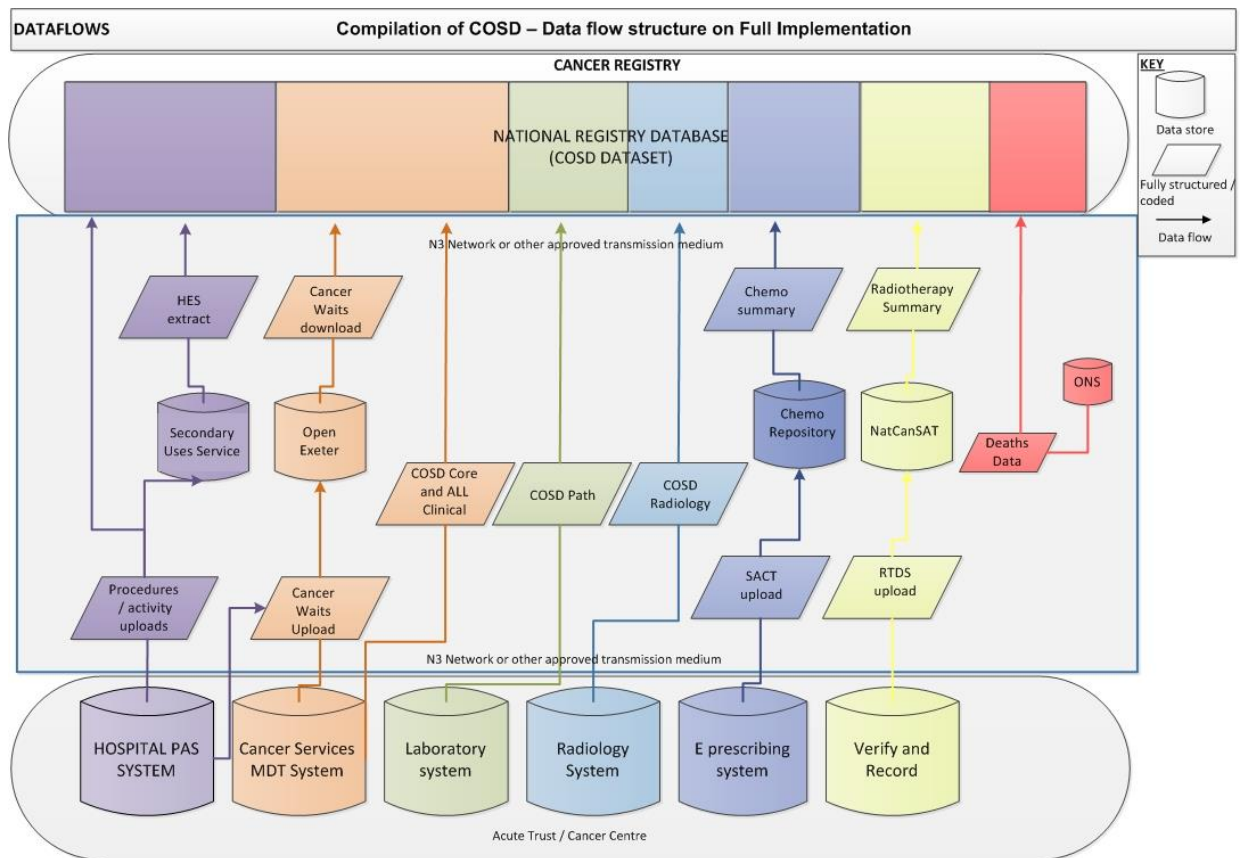 DATAFLOWS
Compilation of COSD – Data flow structure on Full Implementation
CANCER REGISTRY
NATIONAL REGISTRY DATABASE
(COSD DATASET)
KEY
Data store
Fully structured /
coded
Data flow
N3 Network or other approved transmission medium
HES
extract
Cancer
Waits
download
Chemo
summary
Radiotherapy
Summary
Secondary
Uses Service
Open
Exeter
Chemo
Repository
NatCanSAT
ONS
Deaths
Data
COSD Core
and ALL
Clinical
COSD Path
COSD
Radiology
Procedures
/ activity
uploads
Cancer
Waits
Upload
SACT
upload
RTDS
upload
N3 Network or other approved transmission medium
HOSPITAL PAS
SYSTEM
Cancer Services
MDT System
Laboratory
system
Radiology
System
E prescribing
system
Verify and
Record
Acute Trust / Cancer Centre